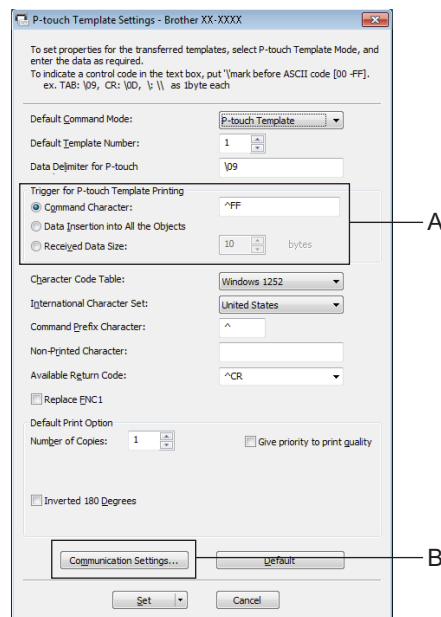 P-touch Template Settings - Brother XX-XXXX
To set properties for the transferred templates, select P-touch Template Mode, and
enter the data as required.
To indicate a control code in the text box, put '\'mark before ASCII code [00 -FF].
ex. TAB: \09, CR: \0D, \; \\ as 1byte
each
Default Command Mode: P-touch Template
Default Template Number: 1
Data Delimiter for P-touch \09
Trigger for P-touch Template Printing
Command Character: ^FF
A
Data Insertion into All the Objects
Received Data Size: 10 bytes
Character Code Table: Windows 1252
International Character Set: United States
Command Prefix Character: ^
Non-Printed Character:
Available Return Code: ^CR
Replace FNC1
Default Print Option
Number of Copies: 1 Give priority to print quality
Inverted 180 Degrees
Communication Settings... Default B
Set Cancel